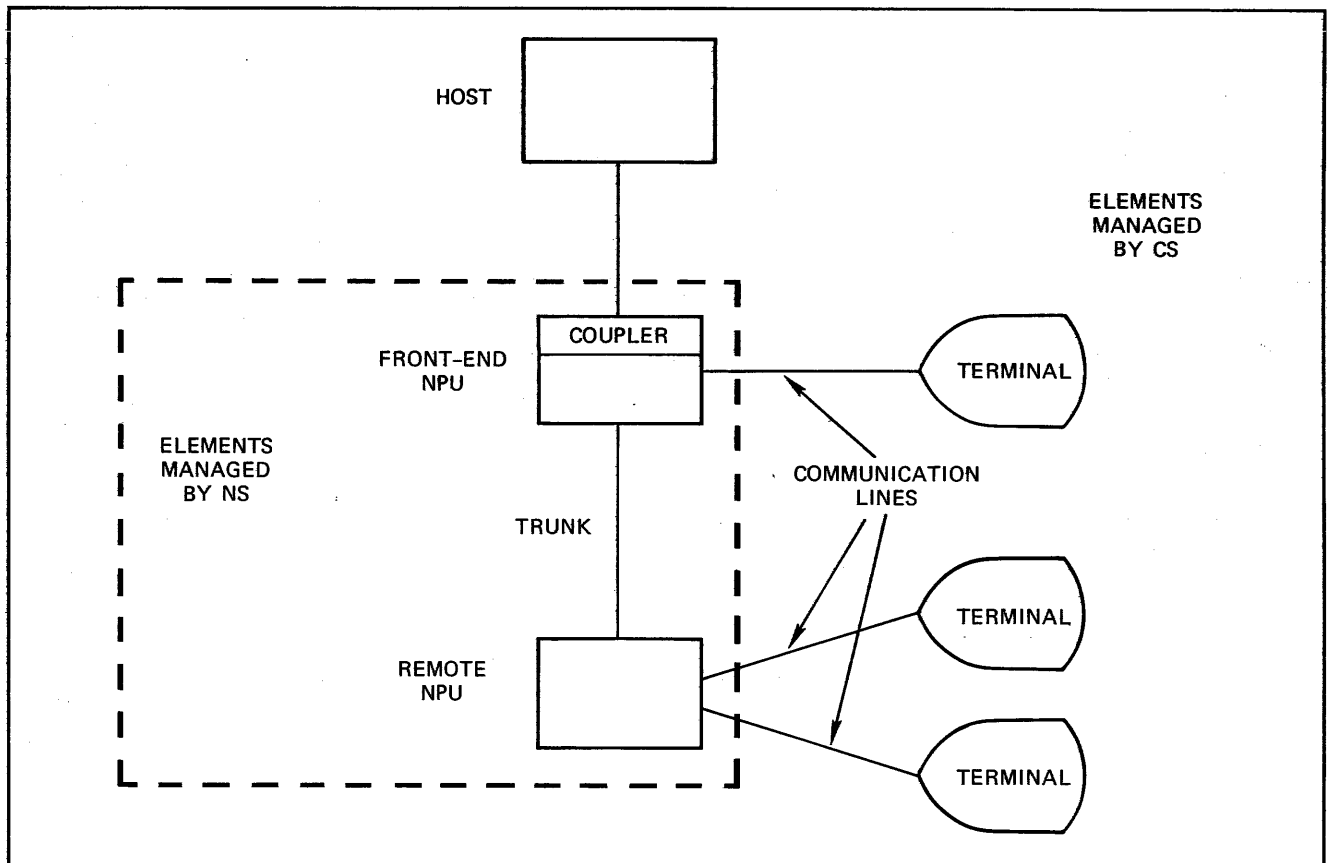 HOST
ELEMENTS
MANAGED
BY CS
COUPLER
FRONT-END
NPU
TERMINAL
ELEMENTS
MANAGED
BY NS
COMMUNICATION
LINES
TRUNK
TERMINAL
REMOTE
NPU
TERMINAL